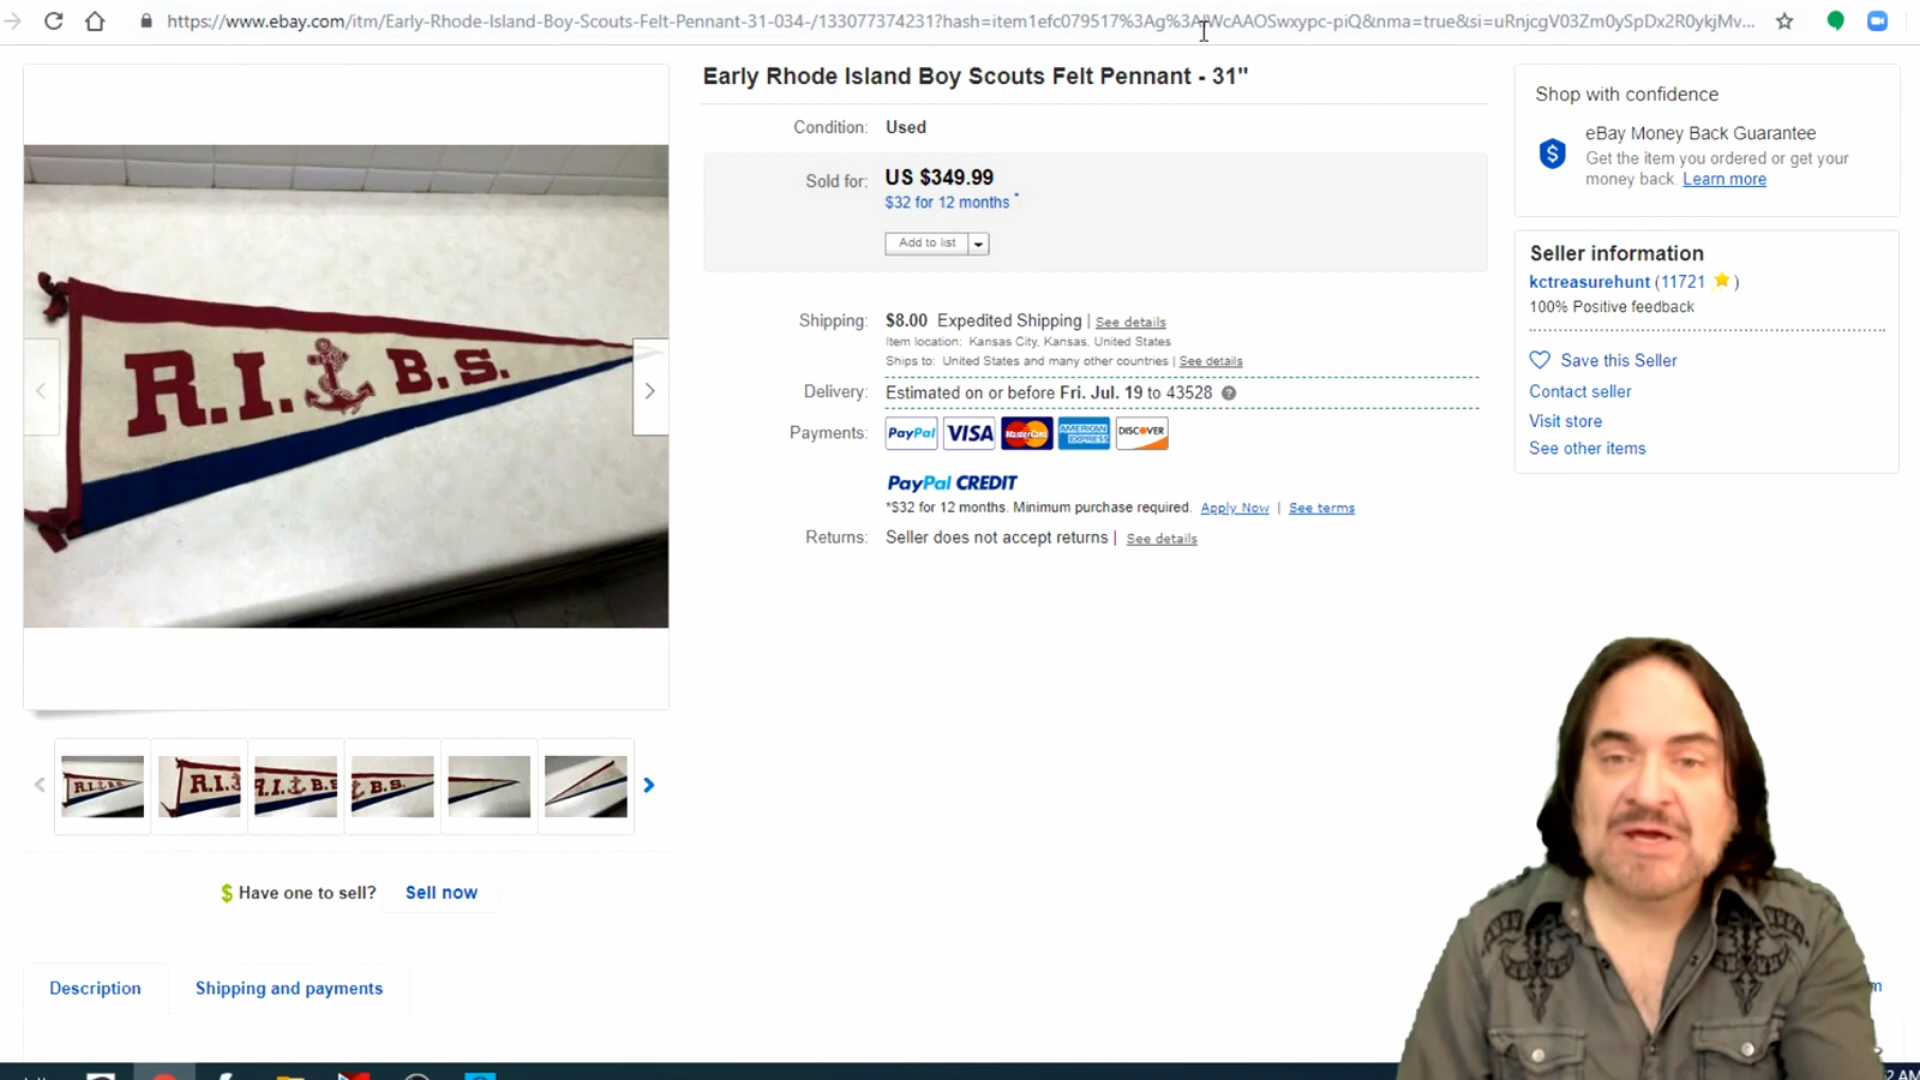 https://www.ebay.com/itm/Early-Rhode-Island-Boy-Scouts-Felt-Pennant-31-034-/133077374231?hash=item1efc079517%3Ag%3
Early Rhode Island Boy Scouts Felt Pennant - 31"
Condition: Used
Sold for: US $349.99
$32 for 12 months *
Add to list
Shipping: $8.00 Expedited Shipping | See details
Item location: Kansas City, Kansas, United States
Ships to: United States and many other countries | See details
Delivery: Estimated on or before Fri. Jul. 19 to 43528 ?
Payments: PayPal VISA MasterCard AMERICAN EXPRESS DISCOVER
PayPal CREDIT
*$32 for 12 months. Minimum purchase required. Apply Now | See terms
Returns: Seller does not accept returns | See details
Shop with confidence
eBay Money Back Guarantee
Get the item you ordered or get your
money back. Learn more
Seller information
kctreasurehunt (11721 )
100% Positive feedback
Save this Seller
Contact seller
Visit store
See other items
R.I. B.S.
R.I.
R.I. B.S
B.S.
$ Have one to sell? Sell now
Description
Shipping and payments
2 AM